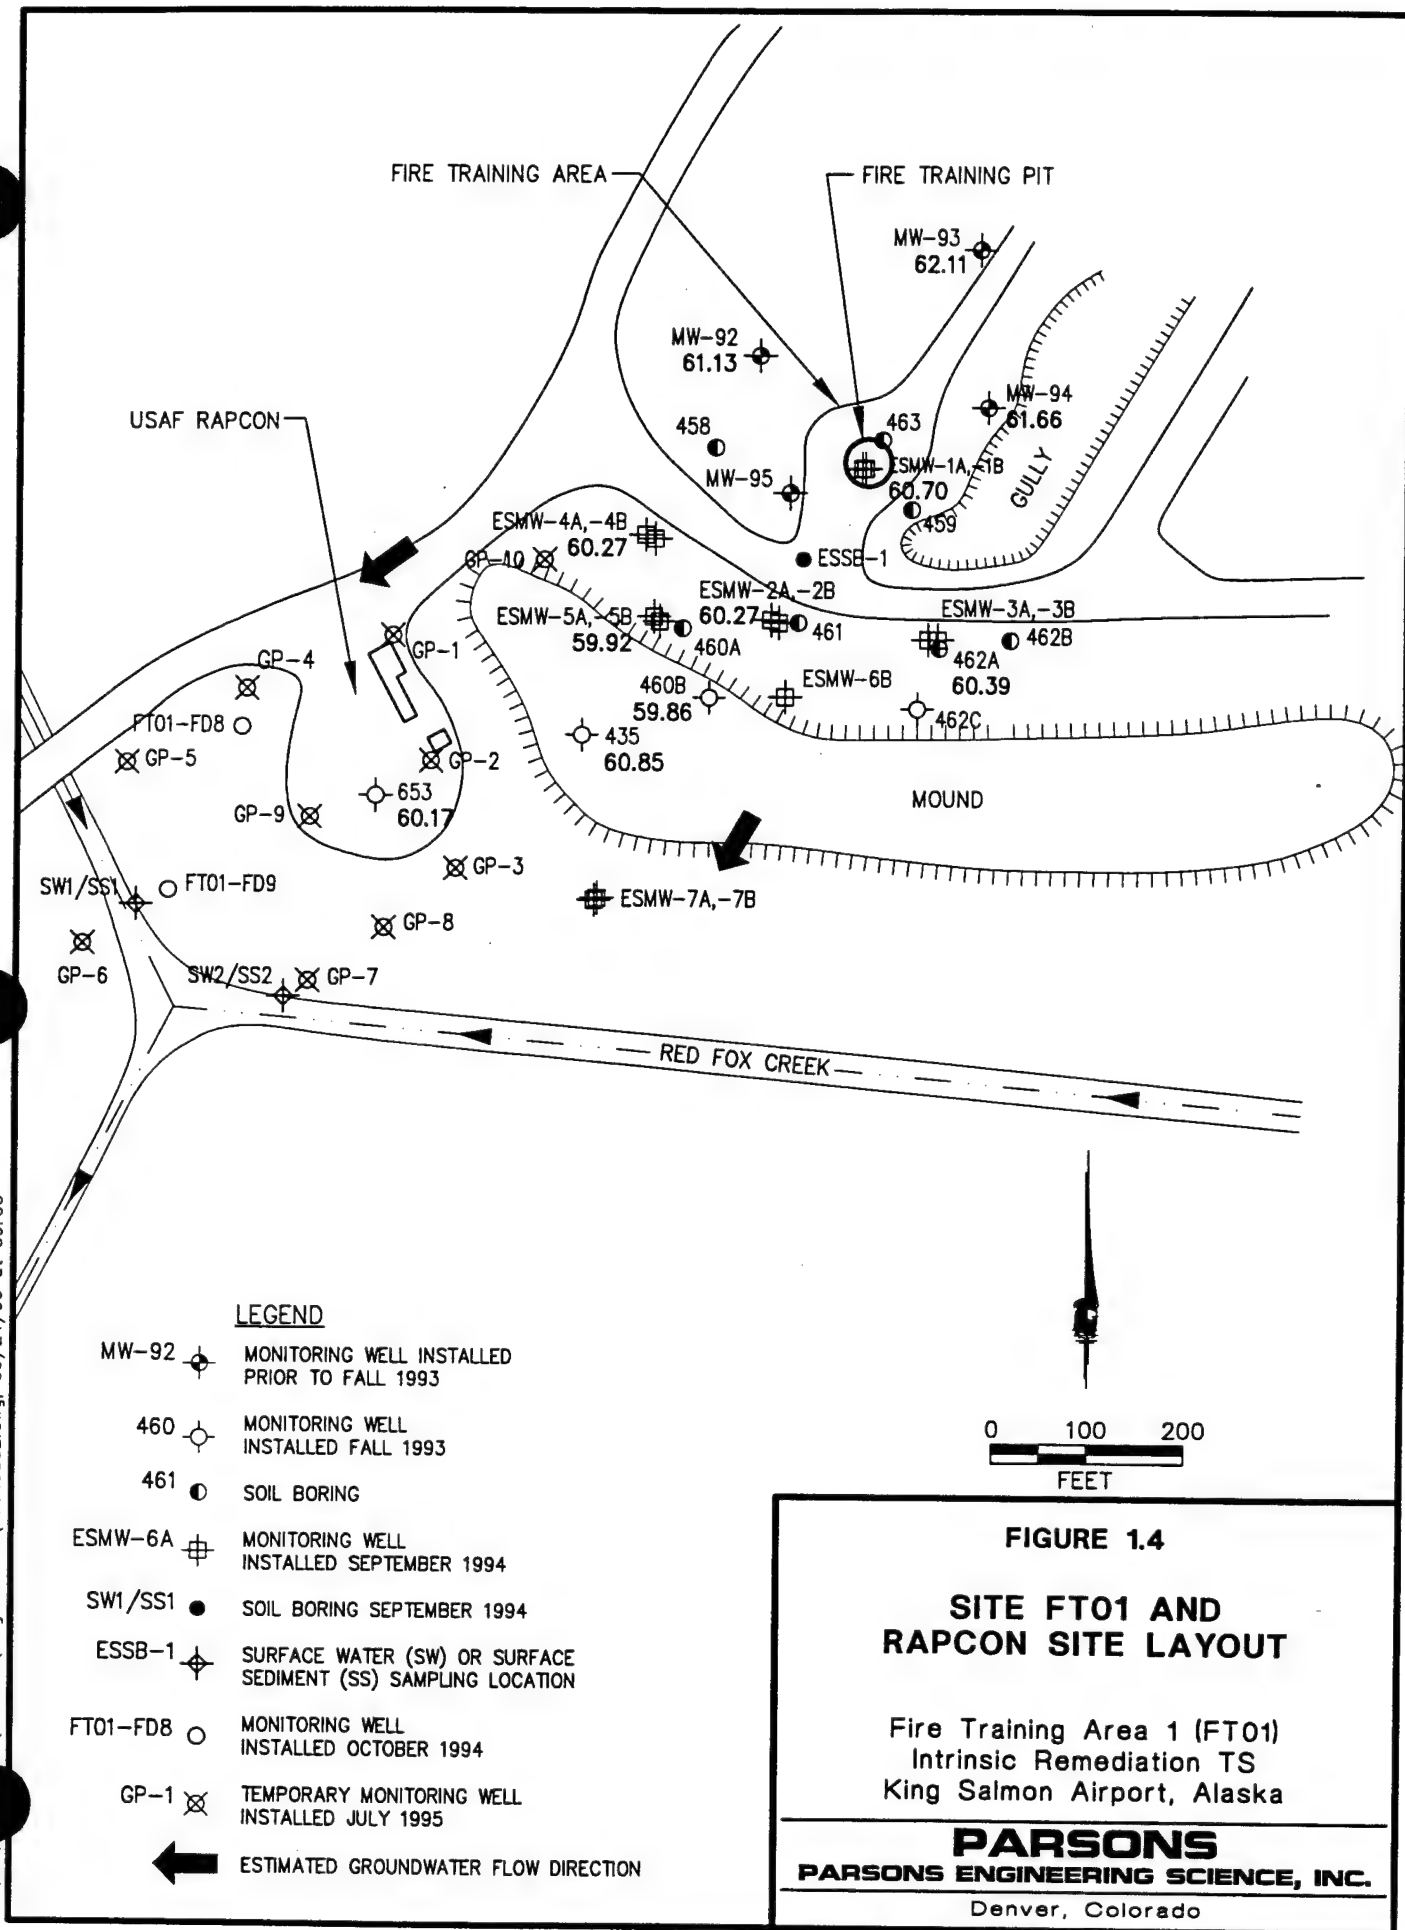 FIRE TRAINING AREA
FIRE TRAINING PIT
MW-93
62.11
MW-92
61.13
MW-94
61.66
USAF RAPCON
458
463
MW-95
ESMW-1A,-1B
60.70
GULLY
459
ESMW-4A,-4B
60.27
GP-10
ESSB-1
ESMW-2A,-2B
60.27
461
ESMW-5A,-5B
59.92
460A
ESMW-3A,-3B
462B
462A
60.39
GP-1
GP-4
460B
59.86
ESMW-6B
462C
FT01-FD8
435
60.85
GP-5
GP-2
653
60.17
MOUND
GP-9
GP-3
SW1/SS1
FT01-FD9
ESMW-7A,-7B
GP-8
GP-6
SW2/SS2
GP-7
RED FOX CREEK
LEGEND
MW-92
MONITORING WELL INSTALLED
PRIOR TO FALL 1993
460
MONITORING WELL
INSTALLED FALL 1993
461
SOIL BORING
ESMW-6A
MONITORING WELL
INSTALLED SEPTEMBER 1994
SW1/SS1
SOIL BORING SEPTEMBER 1994
ESSB-1
SURFACE WATER (SW) OR SURFACE
SEDIMENT (SS) SAMPLING LOCATION
FT01-FD8
MONITORING WELL
INSTALLED OCTOBER 1994
GP-1
TEMPORARY MONITORING WELL
INSTALLED JULY 1995
ESTIMATED GROUNDWATER FLOW DIRECTION
0 100 200
FEET
FIGURE 1.4
SITE FT01 AND
RAPCON SITE LAYOUT
Fire Training Area 1 (FT01)
Intrinsic Remediation TS
King Salmon Airport, Alaska
PARSONS
PARSONS ENGINEERING SCIENCE, INC.
Denver, Colorado